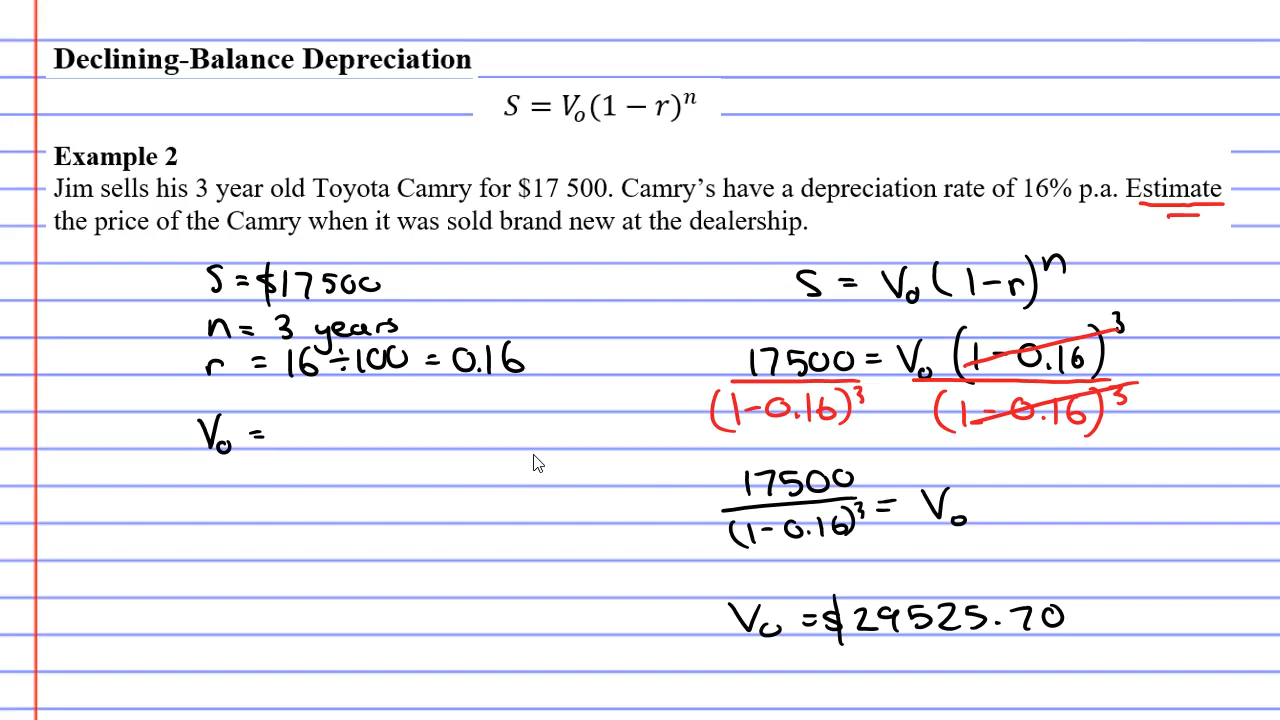 Declining-Balance Depreciation
S = Vₒ(1 − r)ⁿ
Example 2
Jim sells his 3 year old Toyota Camry for $17 500. Camry's have a depreciation rate of 16% p.a. Estimate
the price of the Camry when it was sold brand new at the dealership.
S = $17500
n = 3 years
r = 16 ÷ 100 = 0.16
V₀ =
S = V₀ (1-r)ⁿ
17500 = V₀ (1-0.16)³
(1-0.16)³ (1-0.16)³
17500
(1-0.16)³ = V₀
V₀ = $29525.70